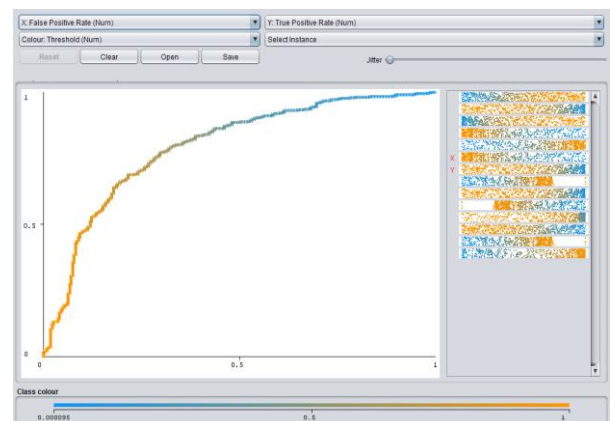 X: False Positive Rate (Num)
Y: True Positive Rate (Num)
Colour: Threshold (Num)
Select Instance
Reset
Clear
Open
Save
Jitter
1
0.5
0
0
0.5
1
X
Y
Class colour
0.000095
0.5
1